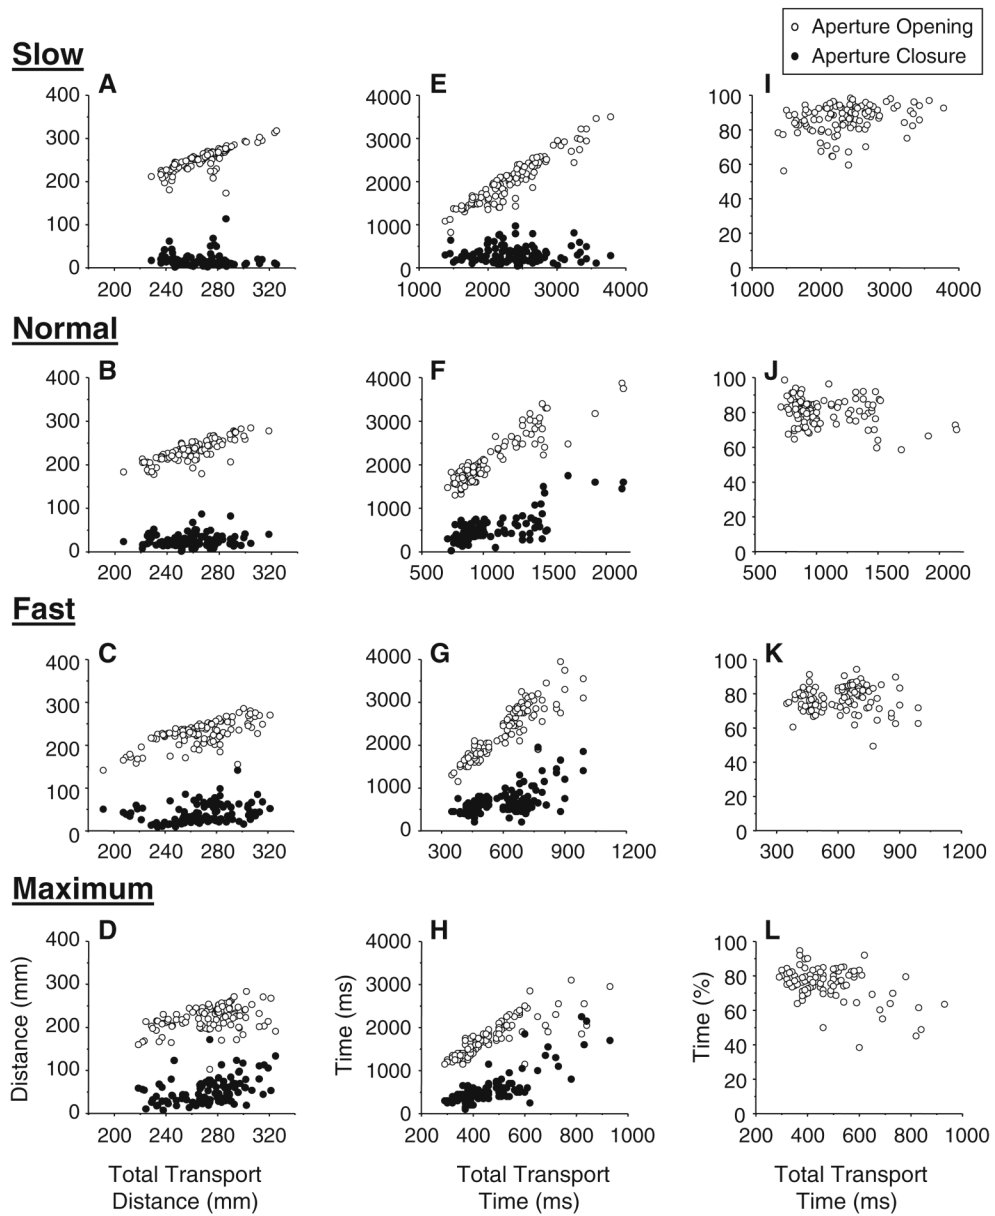 Aperture Opening
Aperture Closure
Slow
A
E
I
400
300
200
100
0
200 240 280 320
4000
3000
2000
1000
0
1000 2000 3000 4000
100
80
60
40
20
0
1000 2000 3000 4000
Normal
B
F
J
400
300
200
100
0
200 240 280 320
4000
3000
2000
1000
0
500 1000 1500 2000
100
80
60
40
20
0
500 1000 1500 2000
Fast
C
G
K
400
300
200
100
0
200 240 280 320
4000
3000
2000
1000
0
300 600 900 1200
100
80
60
40
20
0
300 600 900 1200
Maximum
D
H
L
Distance (mm)
400
300
200
100
0
200 240 280 320
Total Transport
Distance (mm)
Time (ms)
4000
3000
2000
1000
0
200 400 600 800 1000
Total Transport
Time (ms)
Time (%)
100
80
60
40
20
0
200 400 600 800 1000
Total Transport
Time (ms)